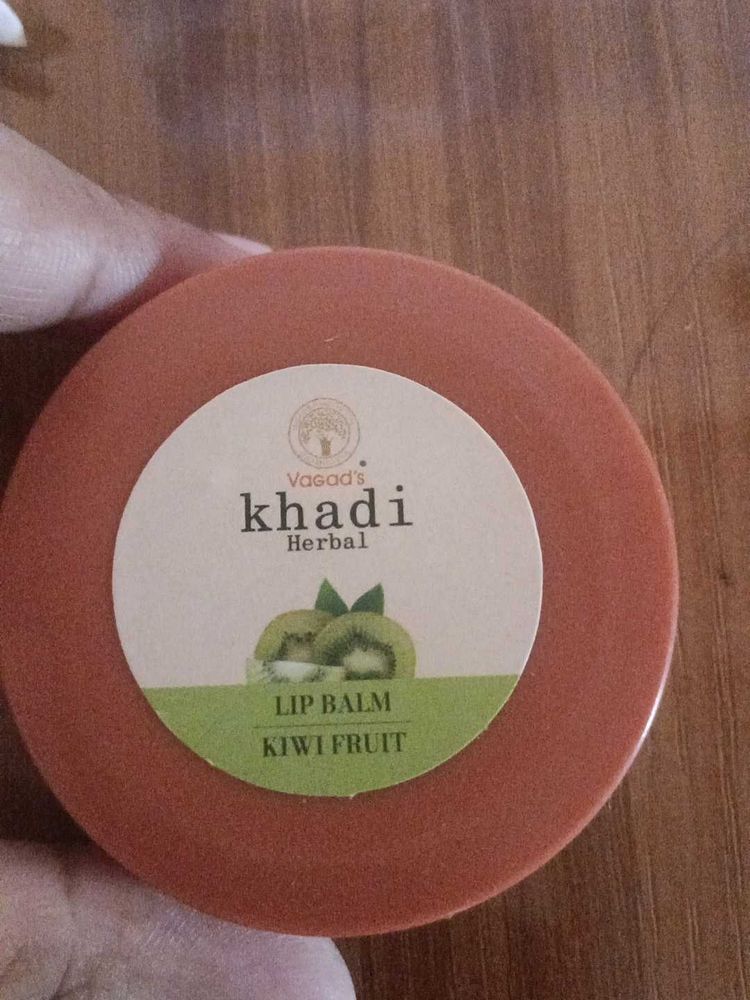 VAGAD's
khadi
Herbal
LIP BALM
KIWI FRUIT